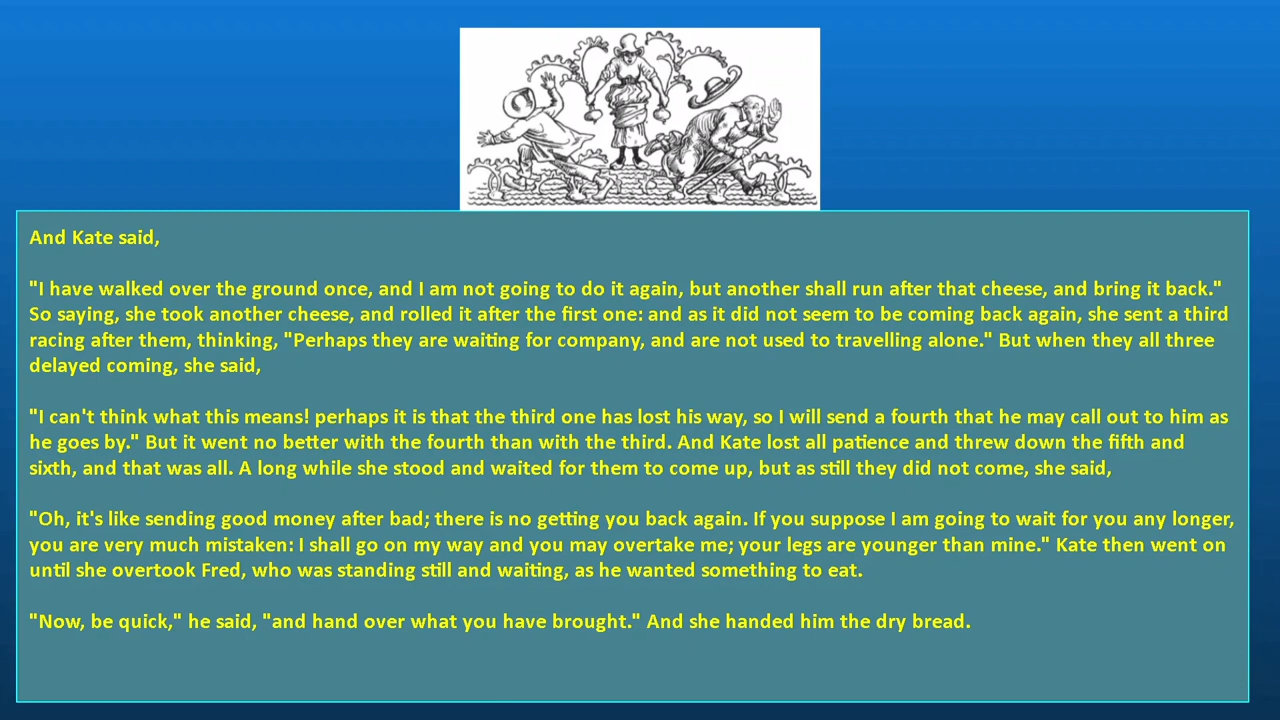 And Kate said,
"I have walked over the ground once, and I am not going to do it again, but another shall run after that cheese, and bring it back."
So saying, she took another cheese, and rolled it after the first one: and as it did not seem to be coming back again, she sent a third
racing after them, thinking, "Perhaps they are waiting for company, and are not used to travelling alone." But when they all three
delayed coming, she said,
"I can't think what this means! perhaps it is that the third one has lost his way, so I will send a fourth that he may call out to him as
he goes by." But it went no better with the fourth than with the third. And Kate lost all patience and threw down the fifth and
sixth, and that was all. A long while she stood and waited for them to come up, but as still they did not come, she said,
"Oh, it's like sending good money after bad; there is no getting you back again. If you suppose I am going to wait for you any longer,
you are very much mistaken: I shall go on my way and you may overtake me; your legs are younger than mine." Kate then went on
until she overtook Fred, who was standing still and waiting, as he wanted something to eat.
"Now, be quick," he said, "and hand over what you have brought." And she handed him the dry bread.